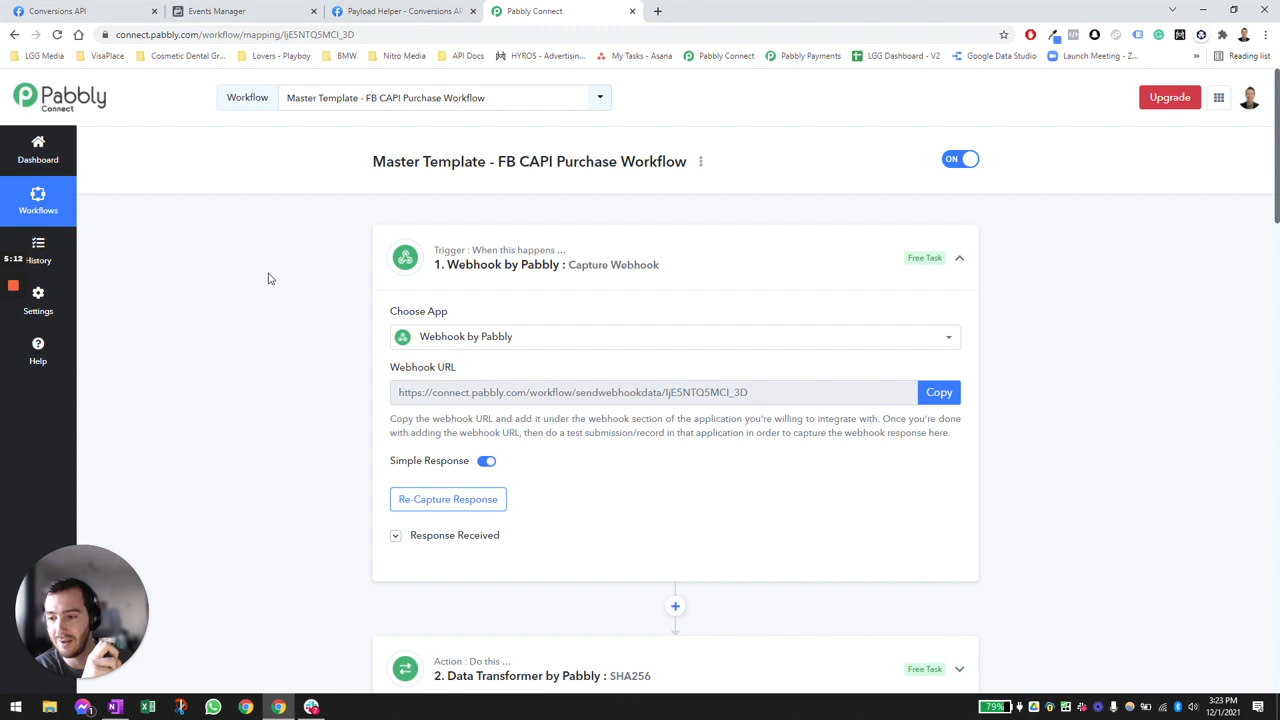 Conversions API
Events Manager
Payload Helper - Conversions API
Pabbly Connect
connect.pabbly.com/workflow/mapping/IjE5NTQ5MCI_3D
LGG Media
VisaPlace
Cosmetic Dental Gr...
Lovers - Playboy
BMW
Nitro Media
API Docs
HYROS - Advertisin...
My Tasks - Asana
Pabbly Connect
Pabbly Payments
LGG Dashboard - V2
Google Data Studio
Launch Meeting - Z...
Reading list
Pabbly
Connect
Workflow
Master Template - FB CAPI Purchase Workflow
Upgrade
Dashboard
Workflows
5:12
History
Settings
Help
Master Template - FB CAPI Purchase Workflow
ON
Trigger : When this happens ...
1. Webhook by Pabbly : Capture Webhook
Free Task
Choose App
Webhook by Pabbly
Webhook URL
https://connect.pabbly.com/workflow/sendwebhookdata/IjE5NTQ5MCI_3D
Copy
Copy the webhook URL and add it under the webhook section of the application you're willing to integrate with. Once you're done
with adding the webhook URL, then do a test submission/record in that application in order to capture the webhook response here.
Simple Response
Re-Capture Response
Response Received
Action : Do this ...
2. Data Transformer by Pabbly : SHA256
Free Task
79%
3:23 PM
12/1/2021